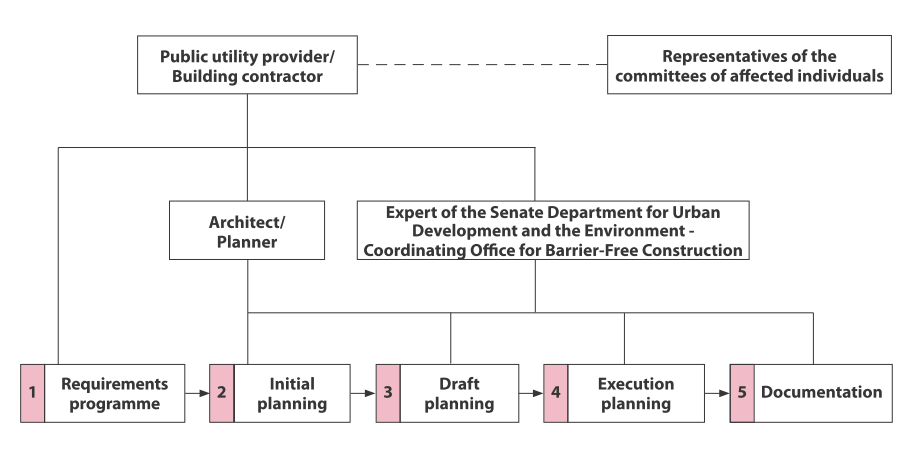 Public utility provider/
Building contractor
Representatives of the
committees of affected individuals
Architect/
Planner
Expert of the Senate Department for Urban
Development and the Environment -
Coordinating Office for Barrier-Free Construction
1
Requirements
programme
2
Initial
planning
3
Draft
planning
4
Execution
planning
5
Documentation